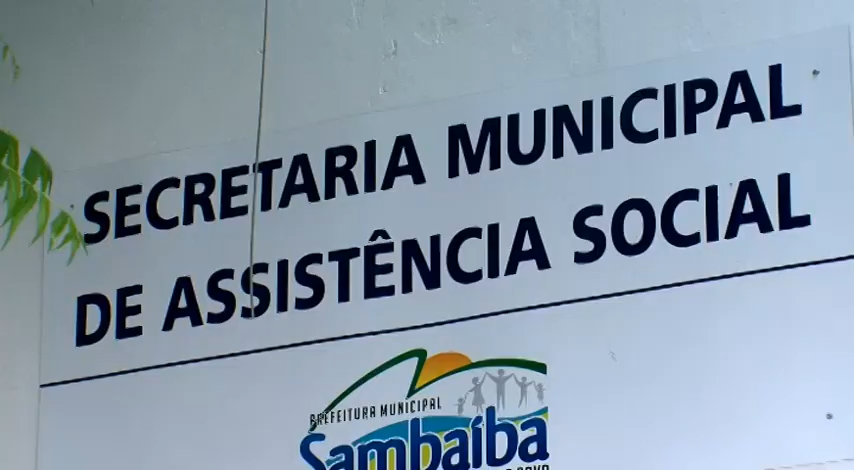 SECRETARIA MUNICIPAL
DE ASSISTÊNCIA SOCIAL
PREFEITURA MUNICIPAL
Sambaíba